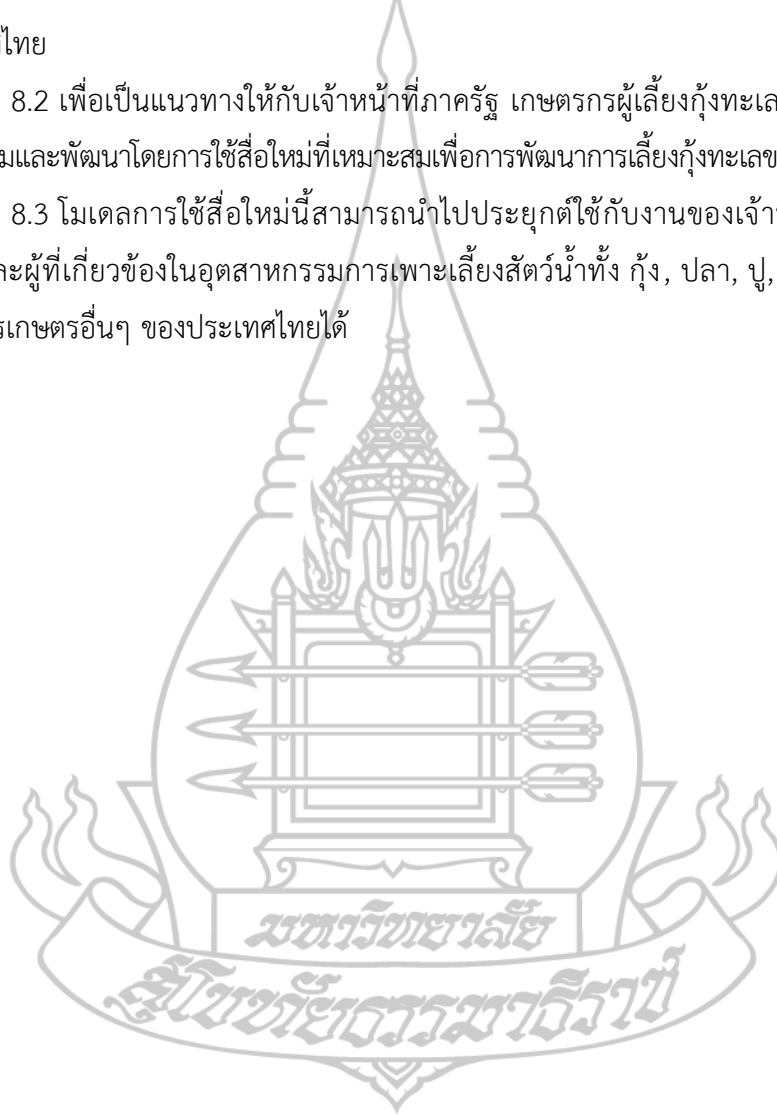 ไทย
8.2 เพื่อเป็นแนวทางให้กับเจ้าหน้าที่ภาครัฐ เกษตรกรผู้เลี้ยงกุ้งทะเล
และพัฒนาโดยการใช้สื่อใหม่ที่เหมาะสมเพื่อการพัฒนาการเลี้ยงกุ้งทะเลข
8.3 โมเดลการใช้สื่อใหม่นี้สามารถนำไปประยุกต์ใช้กับงานของเจ้า
ละผู้ที่เกี่ยวข้องในอุตสาหกรรมการเพาะเลี้ยงสัตว์น้ำทั้ง กุ้ง, ปลา, ปู,
รเกษตรอื่นๆ ของประเทศไทยได้
มหาวิทยาลัย
สุโขทัยธรรมาธิราช